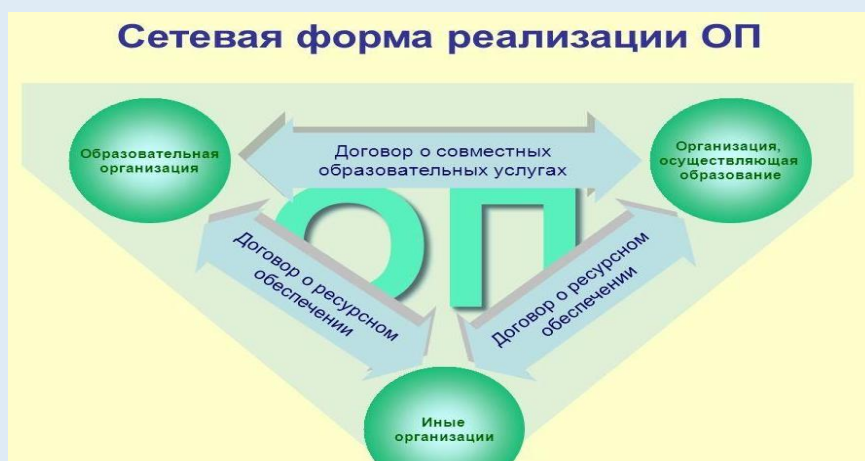 Сетевая форма реализации ОП
Образовательная
организация
Договор о совместных
образовательных услугах
Организация,
осуществляющая
образование
ОП
Договор о ресурсном
обеспечении
Договор о ресурсном
обеспечении
Иные
организации